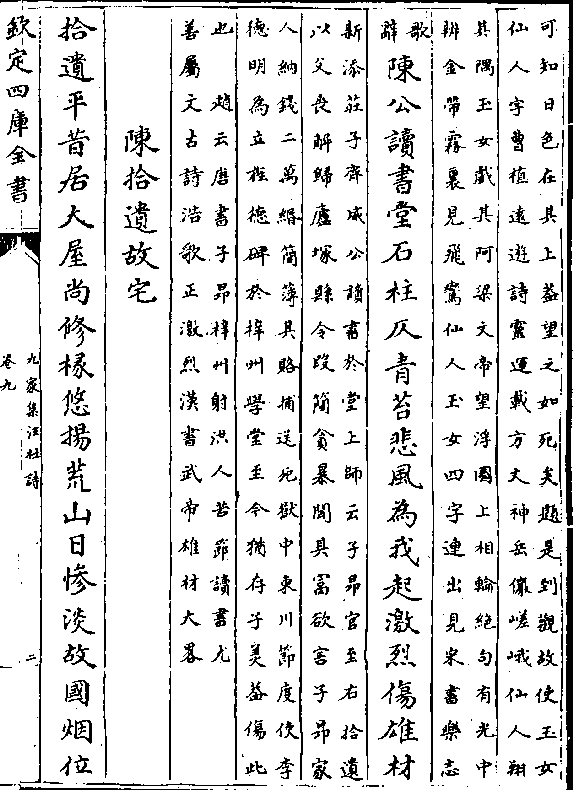 可知日色在其上葢望之如死矣題是到觀故使玉女
仙人字曹植遠遊詩靈運載方丈神岳儼嵯峨仙人翔
其隅玉女戲其阿梁文帝望浮圖上相輪絶句有光中
辨金帶霧裏見飛鸞仙人玉女四字連出見宋書樂志
歌辭 陳公讀書堂石柱仄青苔悲風為我起激烈傷雄材
新添莊子齊威公讀書於堂上師云子昻官至右拾遺
以父喪解歸廬塚縣令段簡貪暴聞其富欲害子昻家
人納錢二萬緡簡薄其賂捕送死獄中東川節度使李
德明為立旌德碑於梓州學堂至今猶存子美葢傷此
也 趙云唐書子昻梓州射洪人苦節讀書尤
善屬文古詩浩歌正激烈漢書武帝雄材大畧
陳拾遺故宅
拾遺平昔居大屋尚修椽悠揚荒山日慘淡故國烟位
欽定四庫全書
九家集注杜詩
卷九
二